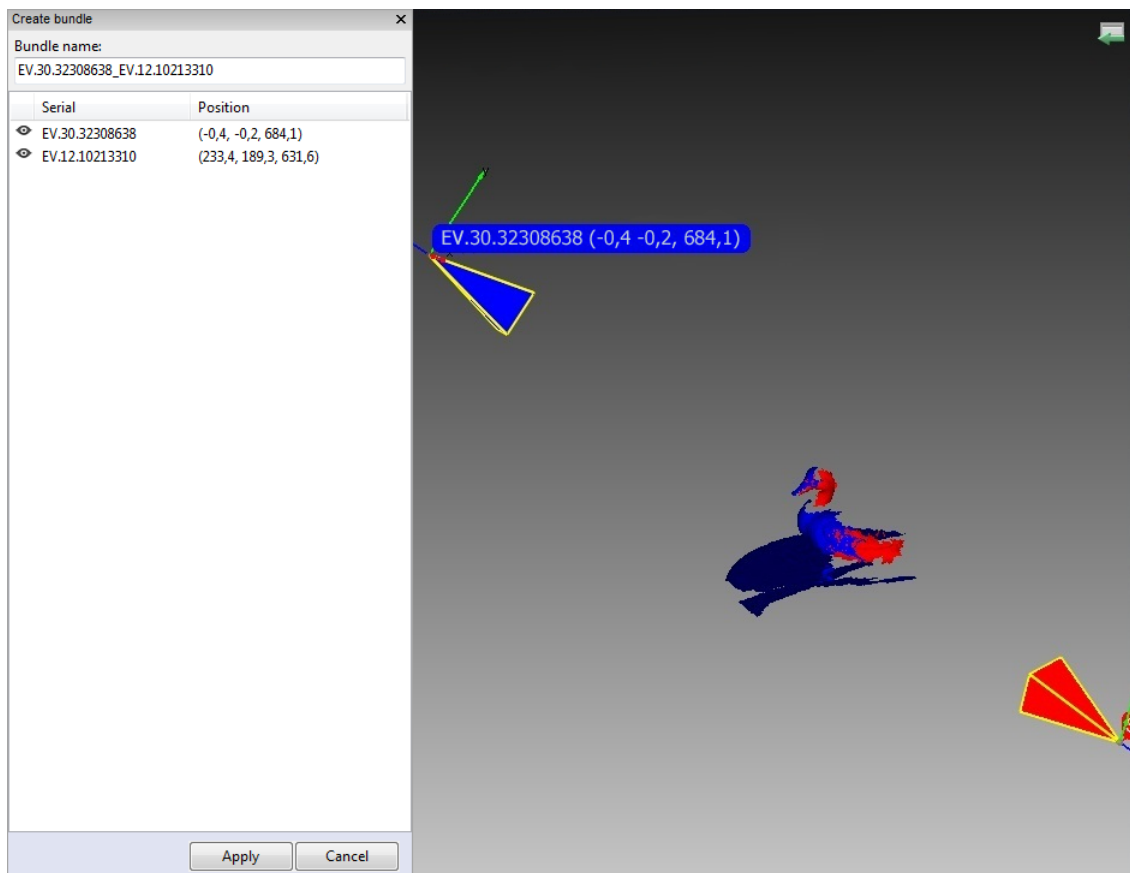 Create bundle
Bundle name:
EV.30.32308638_EV.12.10213310
Serial Position
EV.30.32308638 (-0,4, -0,2, 684,1)
EV.12.10213310 (233,4, 189,3, 631,6)
EV.30.32308638 (-0,4 -0,2, 684,1)
Apply Cancel